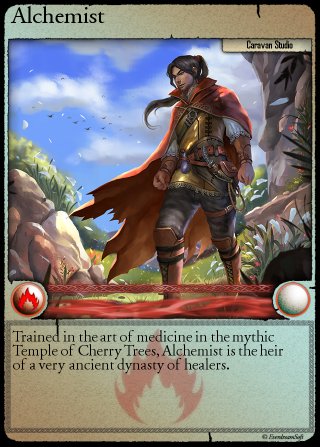 Alchemist
Caravan Studio
Trained in the art of medicine in the mythic
Temple of Cherry Trees, Alchemist is the heir
of a very ancient dynasty of healers.
© EverdreamSoft